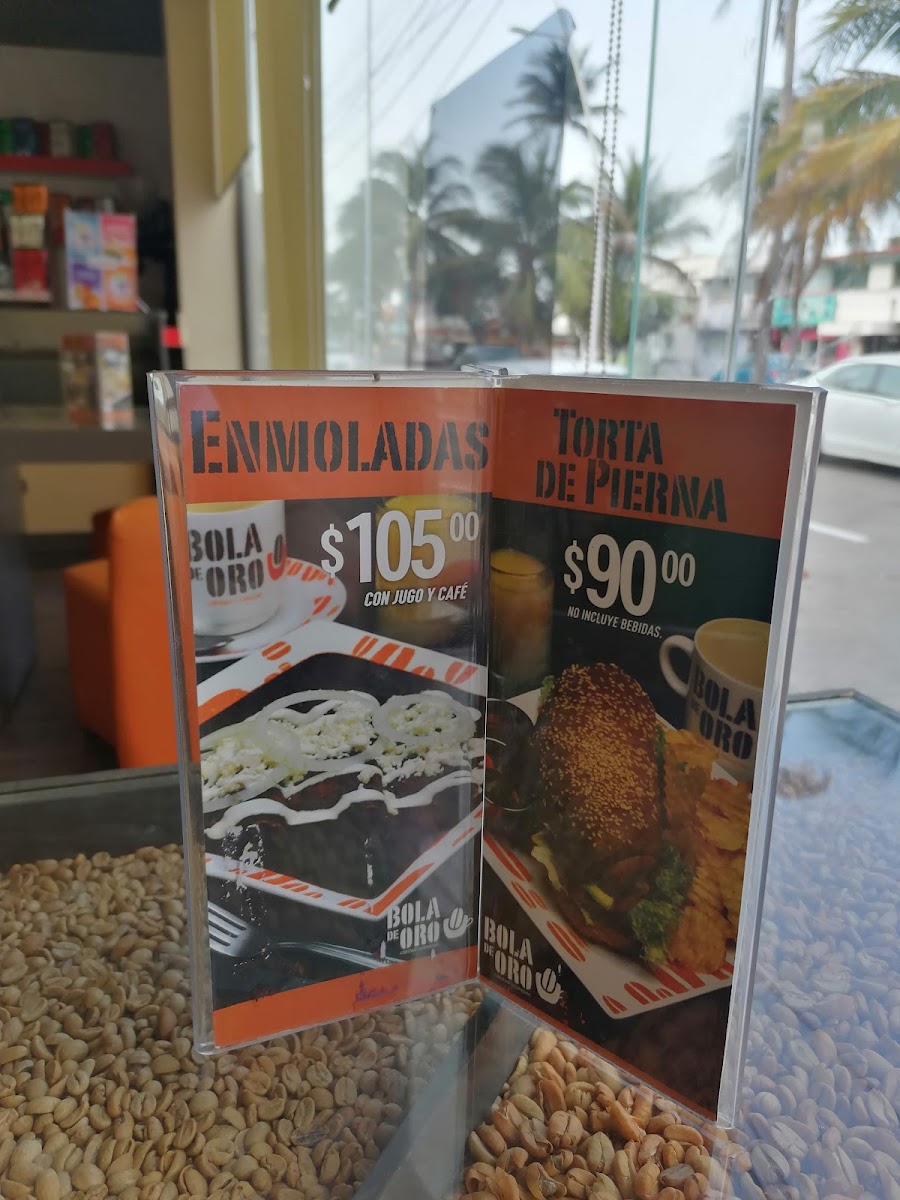 ENMOLADAS
$105.00
CON JUGO Y CAFÉ
BOLA
DE ORO
BOLA
DE ORO
TORTA
DE PIERNA
$90.00
NO INCLUYE BEBIDAS.
BOLA
DE ORO
BOLA
DE ORO